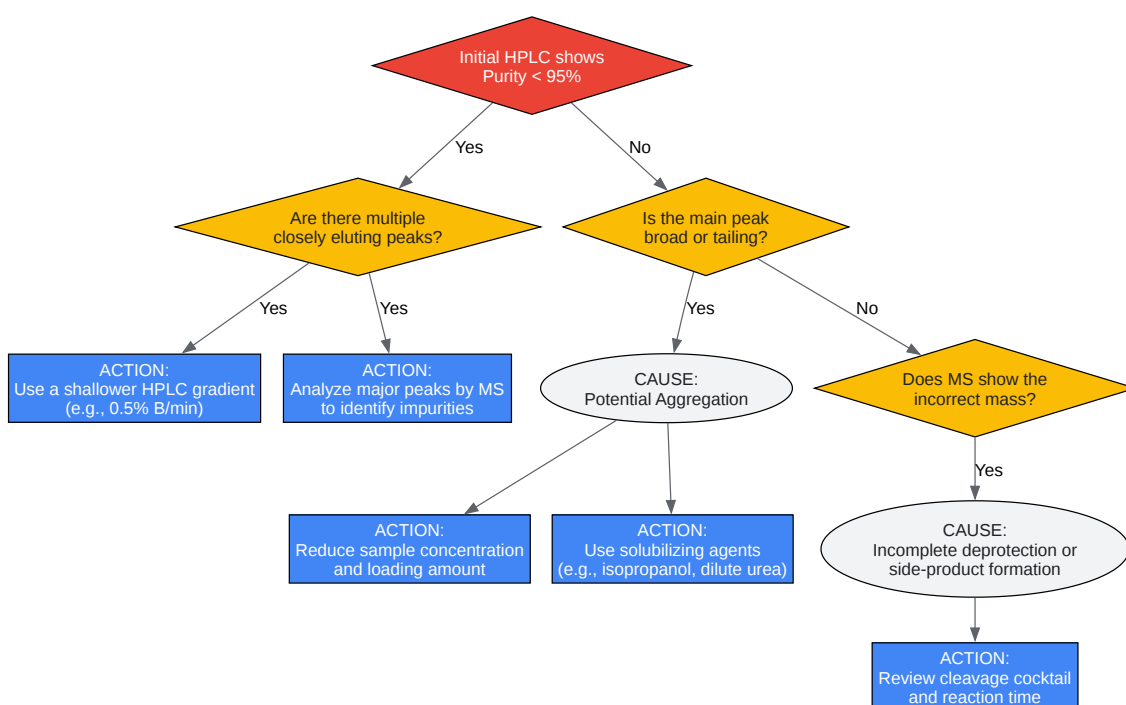 Initial HPLC shows
Purity < 95%
Yes
No
Are there multiple
closely eluting peaks?
Is the main peak
broad or tailing?
Yes
Yes
Yes
No
ACTION:
Use a shallower HPLC gradient
(e.g., 0.5% B/min)
ACTION:
Analyze major peaks by MS
to identify impurities
CAUSE:
Potential Aggregation
Does MS show the
incorrect mass?
Yes
ACTION:
Reduce sample concentration
and loading amount
ACTION:
Use solubilizing agents
(e.g., isopropanol, dilute urea)
CAUSE:
Incomplete deprotection or
side-product formation
ACTION:
Review cleavage cocktail
and reaction time